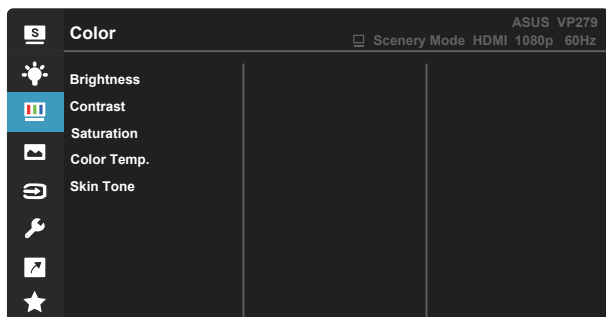 S
Color
ASUS VP279
Scenery Mode HDMI 1080p 60Hz
Brightness
Contrast
Saturation
Color Temp.
Skin Tone